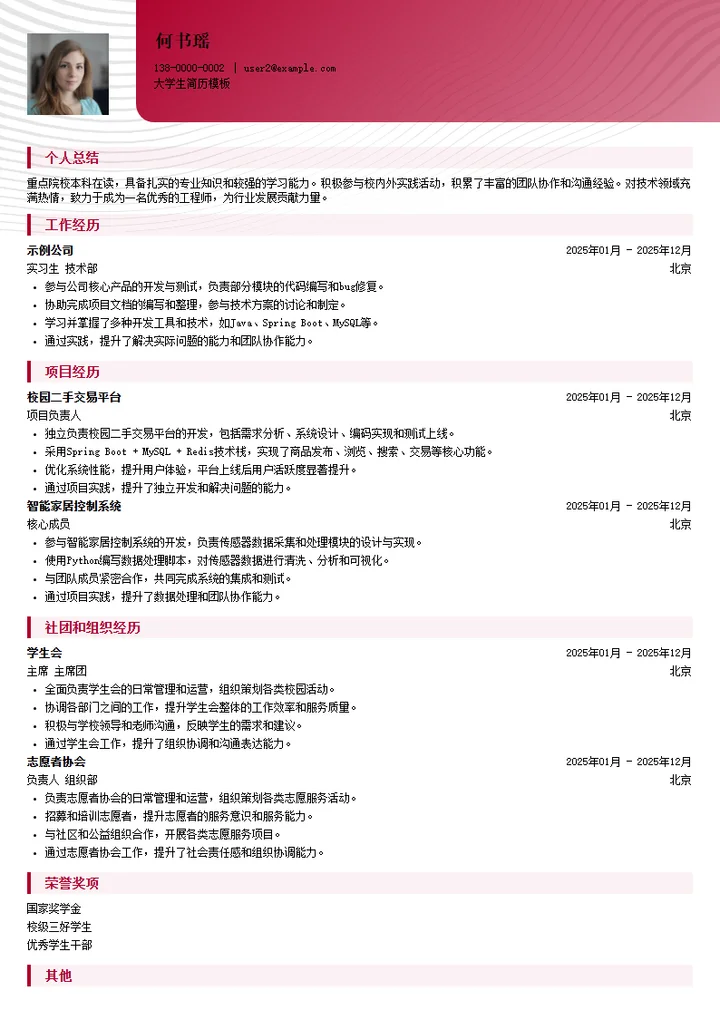 何书瑶
138-0000-0002 | user2@example.com
大学生简历模板
个人总结
重点院校本科在读，具备扎实的专业知识和较强的学习能力。积极参与校内外实践活动，积累了丰富的团队协作和沟通经验。对技术领域充
满热情，致力于成为一名优秀的工程师，为行业发展贡献力量。
工作经历
示例公司 2025年01月 - 2025年12月
实习生 技术部 北京
• 参与公司核心产品的开发与测试，负责部分模块的代码编写和bug修复。
• 协助完成项目文档的编写和整理，参与技术方案的讨论和制定。
• 学习并掌握了多种开发工具和技术，如Java、Spring Boot、MySQL等。
• 通过实践，提升了解决实际问题的能力和团队协作能力。
项目经历
校园二手交易平台 2025年01月 - 2025年12月
项目负责人 北京
• 独立负责校园二手交易平台的开发，包括需求分析、系统设计、编码实现和测试上线。
• 采用Spring Boot + MySQL + Redis技术栈，实现了商品发布、浏览、搜索、交易等核心功能。
• 优化系统性能，提升用户体验，平台上线后用户活跃度显著提升。
• 通过项目实践，提升了独立开发和解决问题的能力。
智能家居控制系统 2025年01月 - 2025年12月
核心成员 北京
• 参与智能家居控制系统的开发，负责传感器数据采集和处理模块的设计与实现。
• 使用Python编写数据处理脚本，对传感器数据进行清洗、分析和可视化。
• 与团队成员紧密合作，共同完成系统的集成和测试。
• 通过项目实践，提升了数据处理和团队协作能力。
社团和组织经历
学生会 2025年01月 - 2025年12月
主席 主席团 北京
• 全面负责学生会的日常管理和运营，组织策划各类校园活动。
• 协调各部门之间的工作，提升学生会整体的工作效率和服务质量。
• 积极与学校领导和老师沟通，反映学生的需求和建议。
• 通过学生会工作，提升了组织协调和沟通表达能力。
志愿者协会 2025年01月 - 2025年12月
负责人 组织部 北京
• 负责志愿者协会的日常管理和运营，组织策划各类志愿服务活动。
• 招募和培训志愿者，提升志愿者的服务意识和服务能力。
• 与社区和公益组织合作，开展各类志愿服务项目。
• 通过志愿者协会工作，提升了社会责任感和组织协调能力。
荣誉奖项
国家奖学金
校级三好学生
优秀学生干部
其他